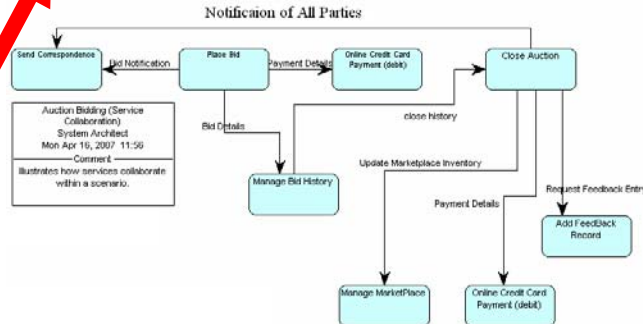 Notificaion of All Parties
Send Correspondence
Bid Notification
Place Bid
Payment Details
Online Credit Card
Payment (debit)
Close Auction
Auction Bidding (Service
Collaboration)
System Architect
Mon Apr 16, 2007 11:56
Comment
Illustrates how services collaborate
within a scenario.
Bid Details
close history
Manage Bid History
Update Marketplace Inventory
Request Feedback Entry
Payment Details
Add FeedBack
Record
Manage MarketPlace
Online Credit Card
Payment (debit)